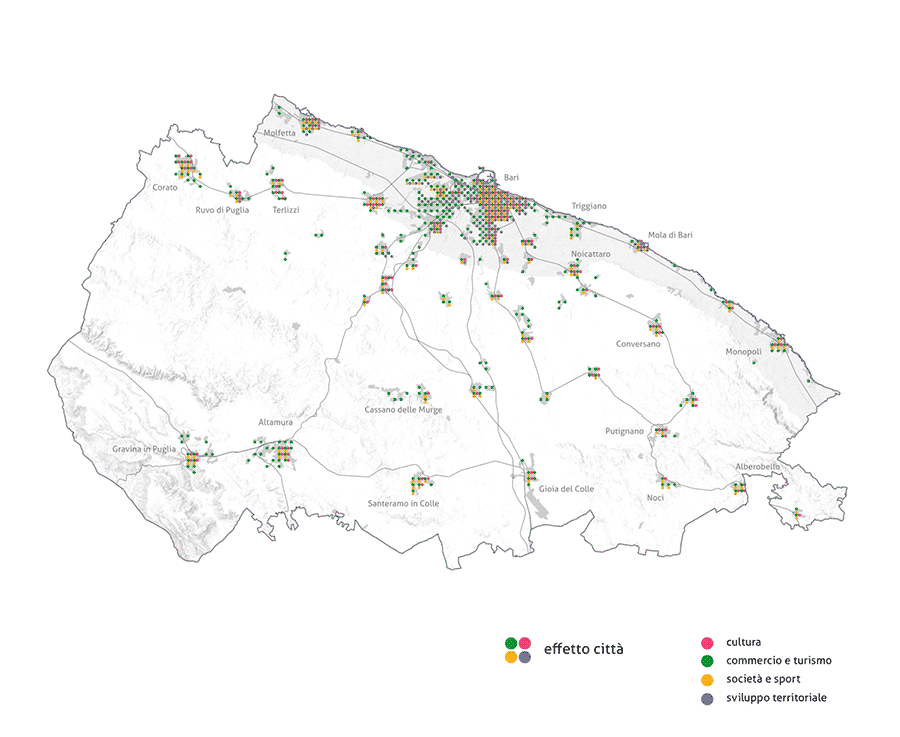 Molfetta
Bari
Corato
Ruvo di Puglia
Terlizzi
Triggiano
Mola di Bari
Noicattaro
Conversano
Monopoli
Cassano delle Murge
Altamura
Gravina in Puglia
Putignano
Alberobello
Santeramo in Colle
Gioia del Colle
Noci
effetto città
cultura
commercio e turismo
società e sport
sviluppo territoriale